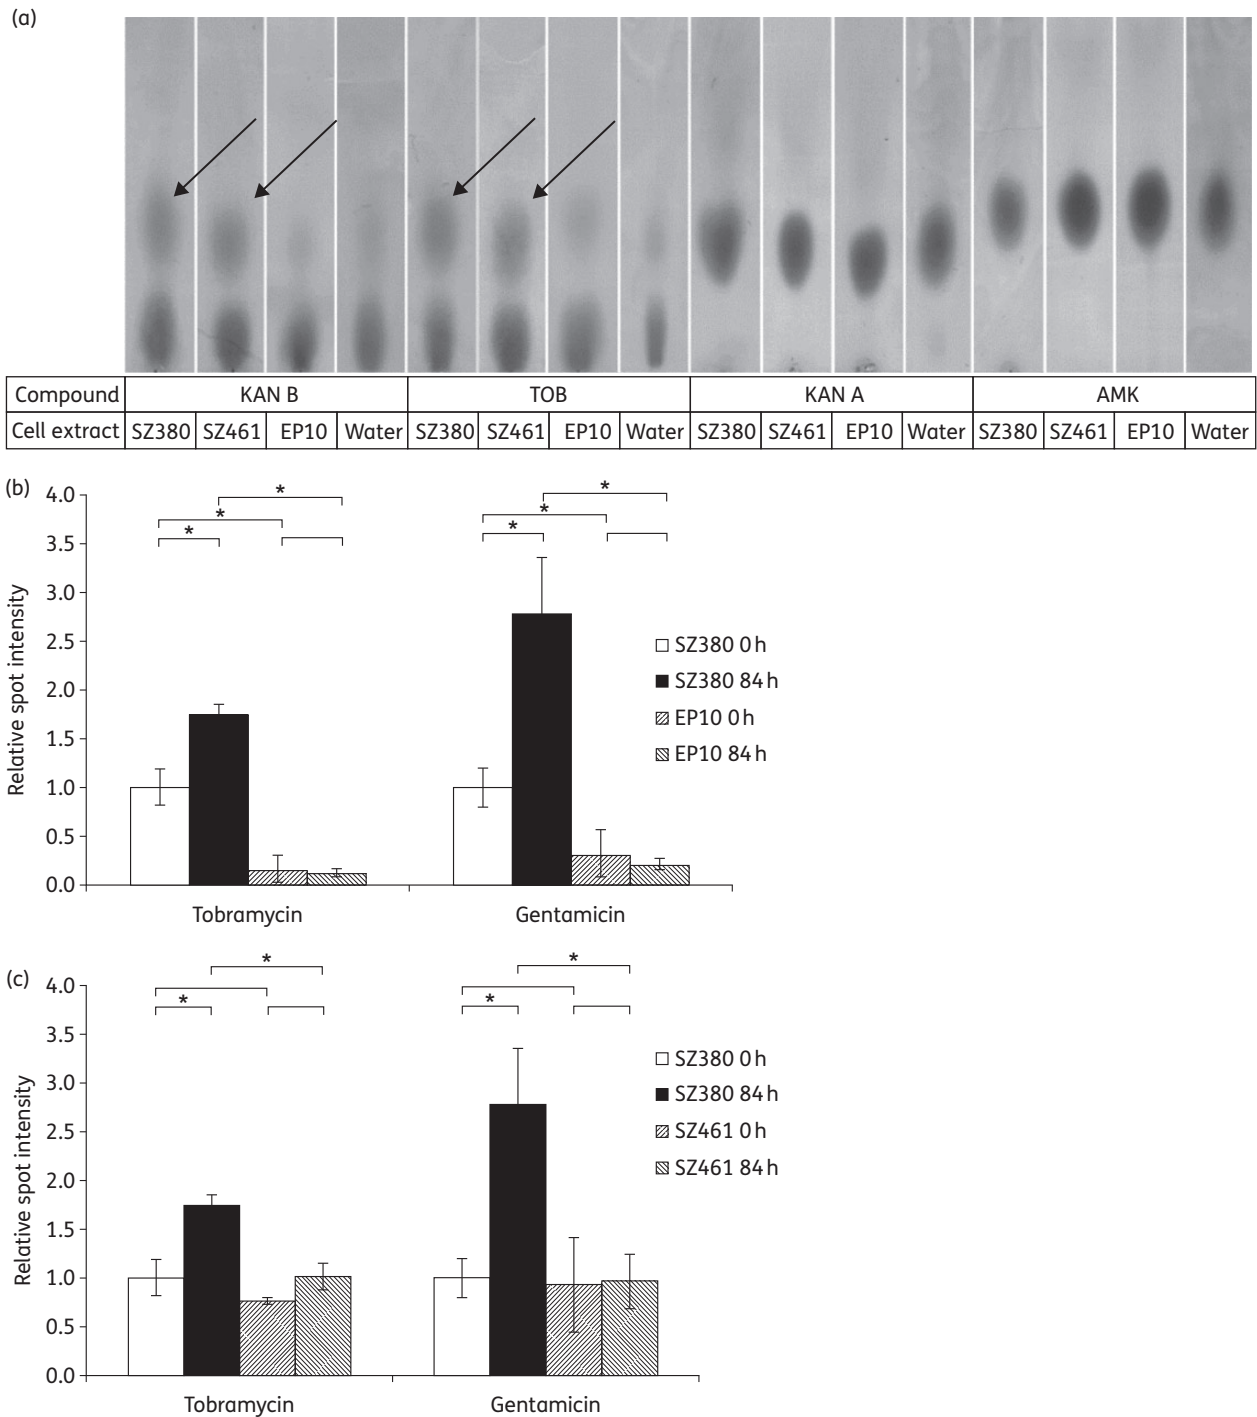 (a)
Compound KAN B TOB KAN A AMK
Cell extract SZ380 SZ461 EP10 Water SZ380 SZ461 EP10 Water SZ380 SZ461 EP10 Water SZ380 SZ461 EP10 Water
(b)
4.0
3.5
3.0
2.5
2.0
1.5
1.0
0.5
0.0
Relative spot intensity
*
*
*
*
*
*
SZ380 0 h
SZ380 84 h
EP10 0 h
EP10 84 h
Tobramycin Gentamicin
(c)
4.0
3.5
3.0
2.5
2.0
1.5
1.0
0.5
0.0
Relative spot intensity
*
*
*
*
SZ380 0 h
SZ380 84 h
SZ461 0 h
SZ461 84 h
Tobramycin Gentamicin